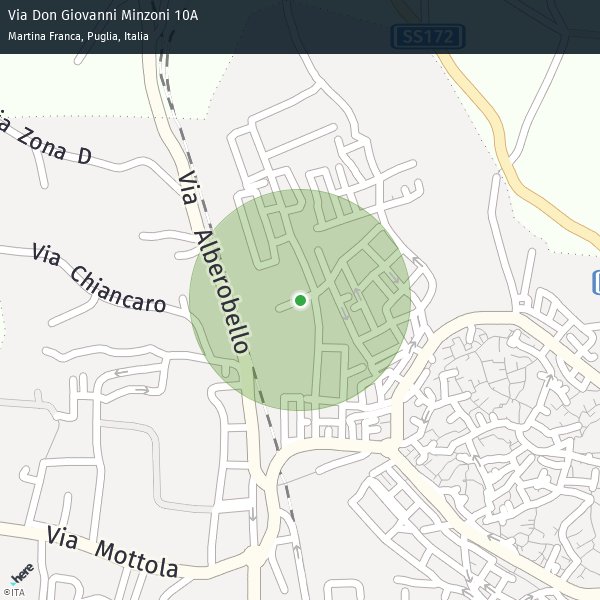 Via Don Giovanni Minzoni 10A
Martina Franca, Puglia, Italia
SS172
Zona D
Via Alberobello
Via Chiancaro
Via Mottola
here
©ITA